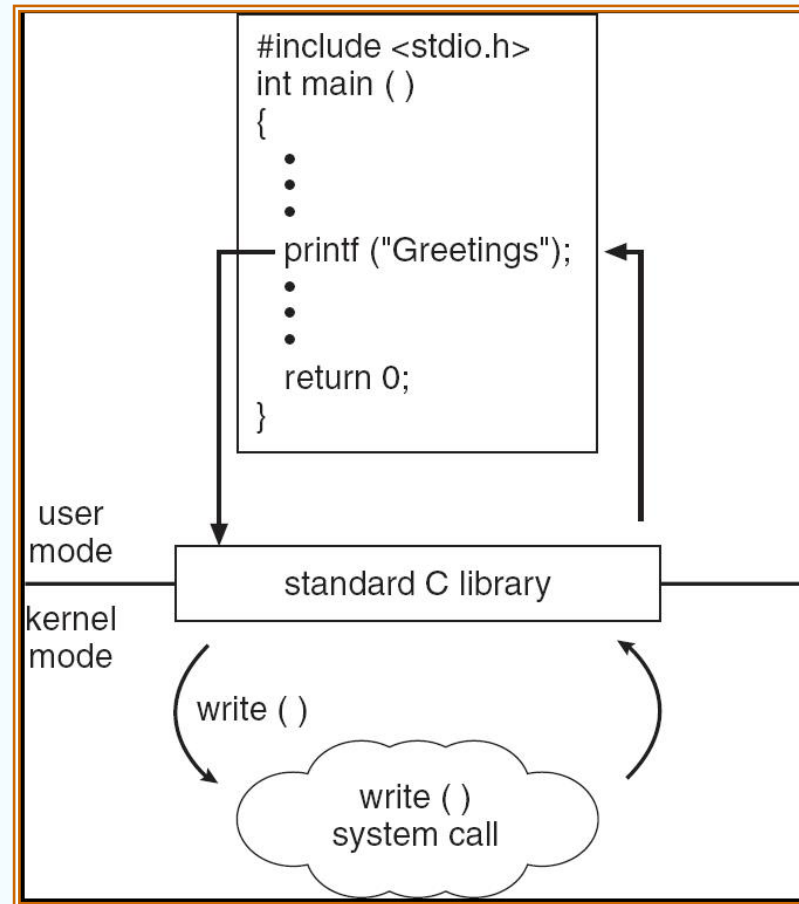 #include <stdio.h>
int main ( )
{
•
•
•
printf ("Greetings");
•
•
•
return 0;
}
user
mode
standard C library
kernel
mode
write ( )
write ( )
system call